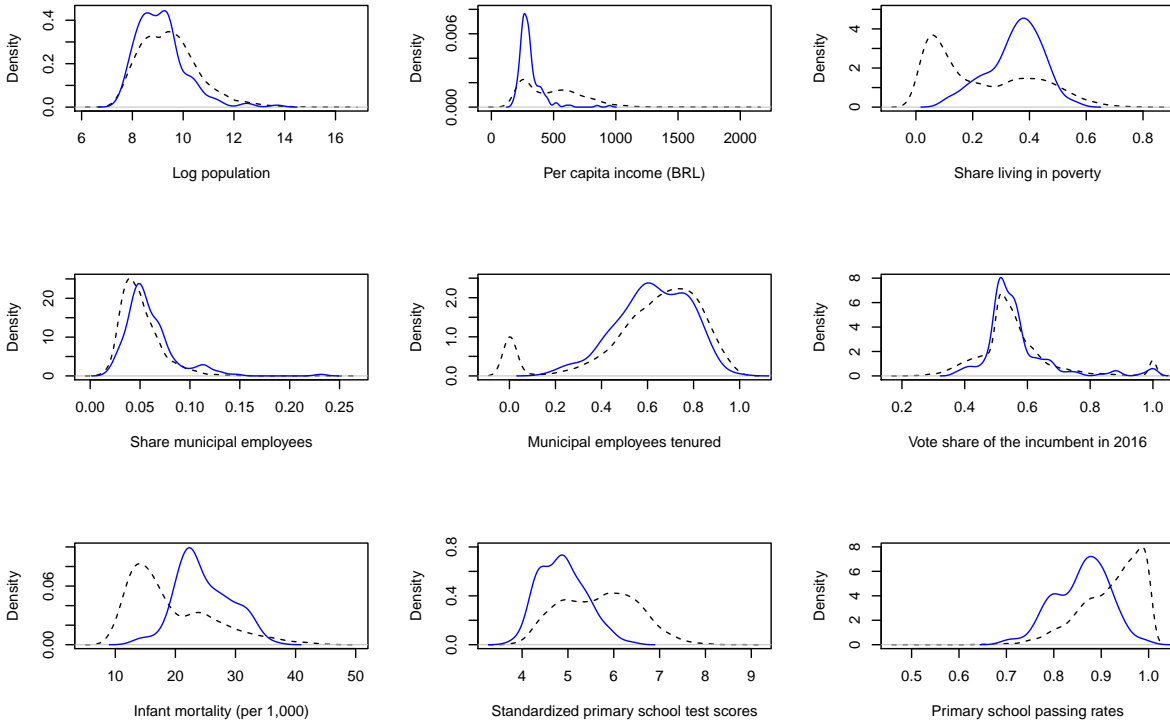 Density
0.0 0.2 0.4
6 8 10 12 14 16
Log population
Density
0.000 0.006
0 500 1000 1500 2000
Per capita income (BRL)
Density
0 2 4
0.0 0.2 0.4 0.6 0.8
Share living in poverty
Density
0 10 20
0.00 0.05 0.10 0.15 0.20 0.25
Share municipal employees
Density
0.0 1.0 2.0
0.0 0.2 0.4 0.6 0.8 1.0
Municipal employees tenured
Density
0 2 4 6 8
0.2 0.4 0.6 0.8 1.0
Vote share of the incumbent in 2016
Density
0.00 0.06
10 20 30 40 50
Infant mortality (per 1,000)
Density
0.0 0.4 0.8
4 5 6 7 8 9
Standardized primary school test scores
Density
0 2 4 6 8
0.5 0.6 0.7 0.8 0.9 1.0
Primary school passing rates